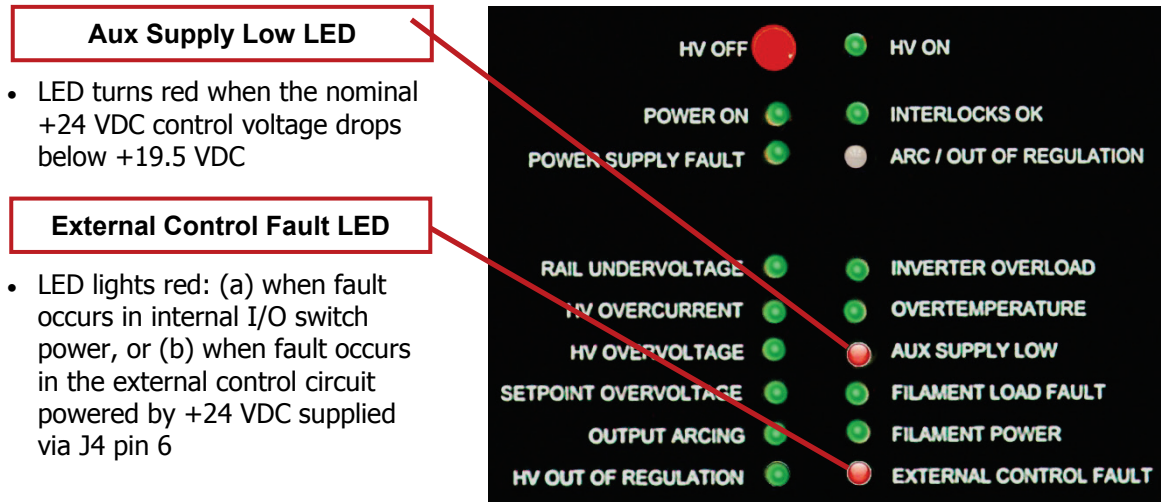 Aux Supply Low LED
• LED turns red when the nominal
+24 VDC control voltage drops
below +19.5 VDC
External Control Fault LED
• LED lights red: (a) when fault
occurs in internal I/O switch
power, or (b) when fault occurs
in the external control circuit
powered by +24 VDC supplied
via J4 pin 6
HV OFF HV ON
POWER ON INTERLOCKS OK
POWER SUPPLY FAULT ARC / OUT OF REGULATION
RAIL UNDERVOLTAGE INVERTER OVERLOAD
HV OVERCURRENT OVERTEMPERATURE
HV OVERVOLTAGE AUX SUPPLY LOW
SETPOINT OVERVOLTAGE FILAMENT LOAD FAULT
OUTPUT ARCING FILAMENT POWER
HV OUT OF REGULATION EXTERNAL CONTROL FAULT